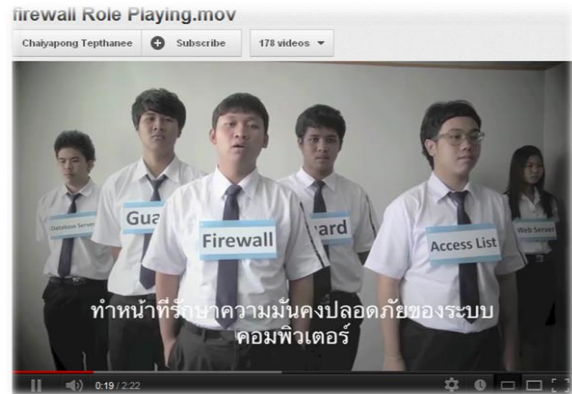 firewall Role Playing.mov
Chaiyapong Tepthanee Subscribe 178 videos
Database Server
Gua
Firewall
ard
Access List
Web Server
ทำหน้าที่รักษาความมั่นคงปลอดภัยของระบบ
คอมพิวเตอร์
0:19 / 2:22